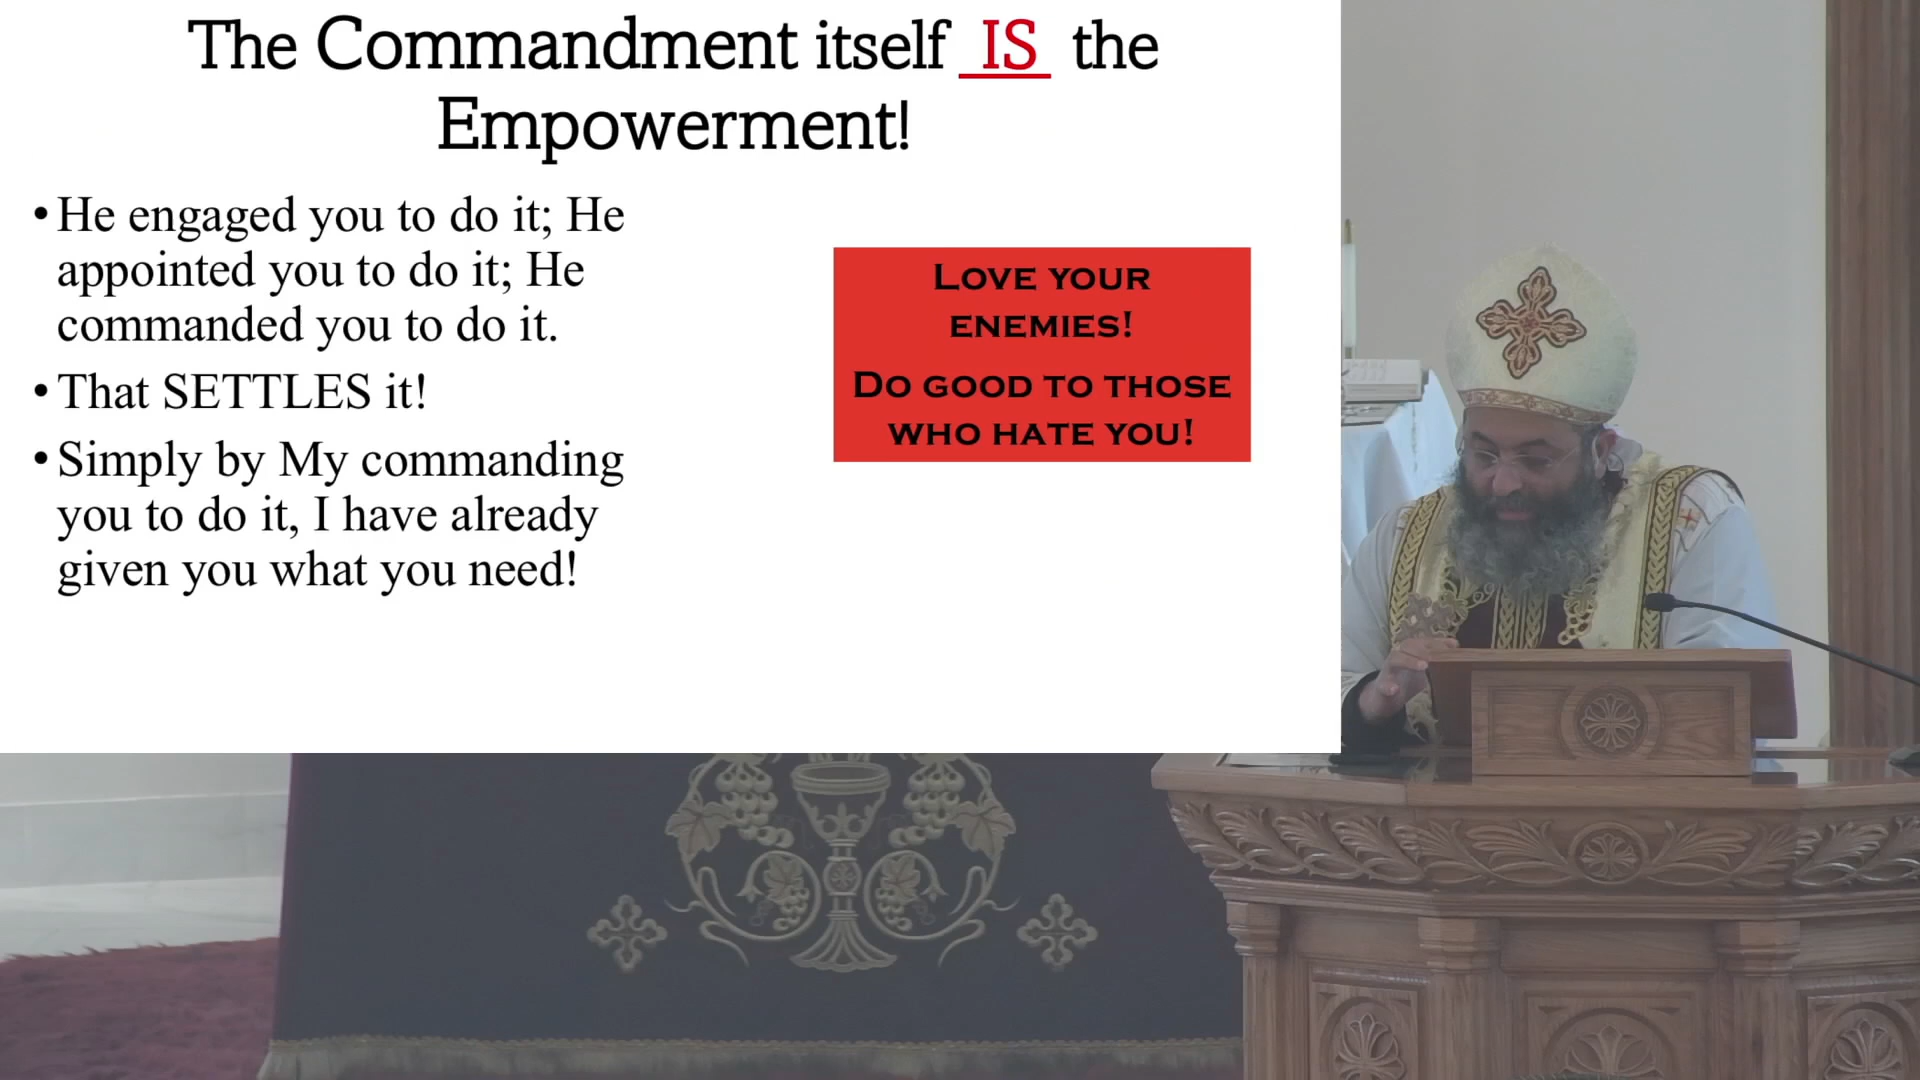 The Commandment itself IS the
Empowerment!
• He engaged you to do it; He
appointed you to do it; He
commanded you to do it.
• That SETTLES it!
• Simply by My commanding
you to do it, I have already
given you what you need!
LOVE YOUR
ENEMIES!
DO GOOD TO THOSE
WHO HATE YOU!